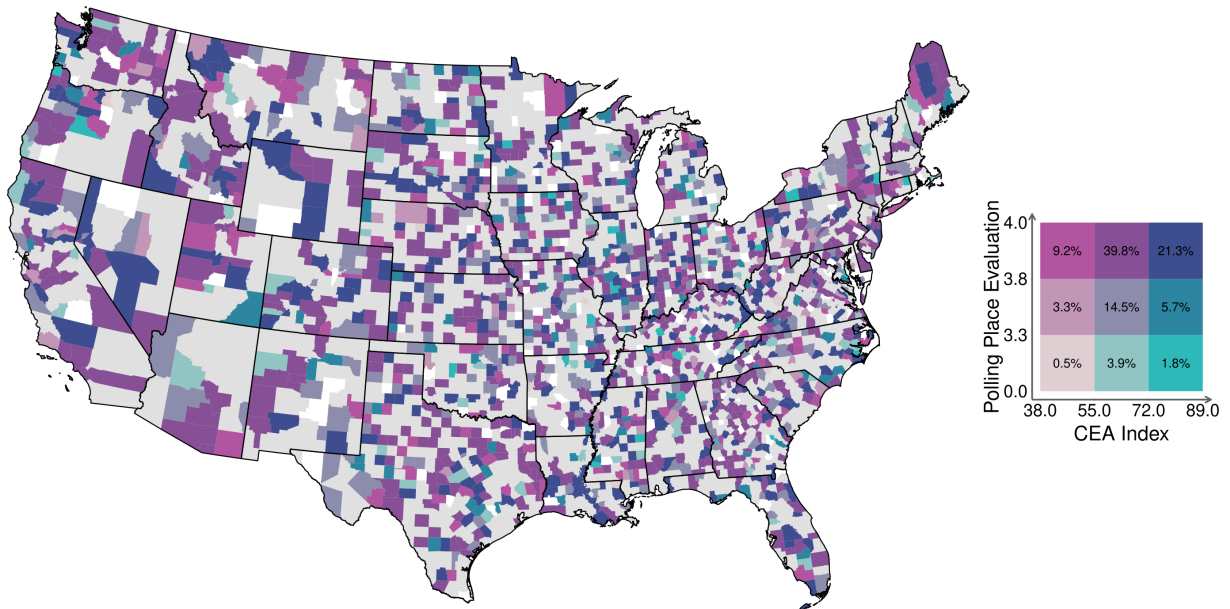 Polling Place Evaluation
4.0
3.8
3.3
0.0
9.2% 39.8% 21.3%
3.3% 14.5% 5.7%
0.5% 3.9% 1.8%
38.0 55.0 72.0 89.0
CEA Index